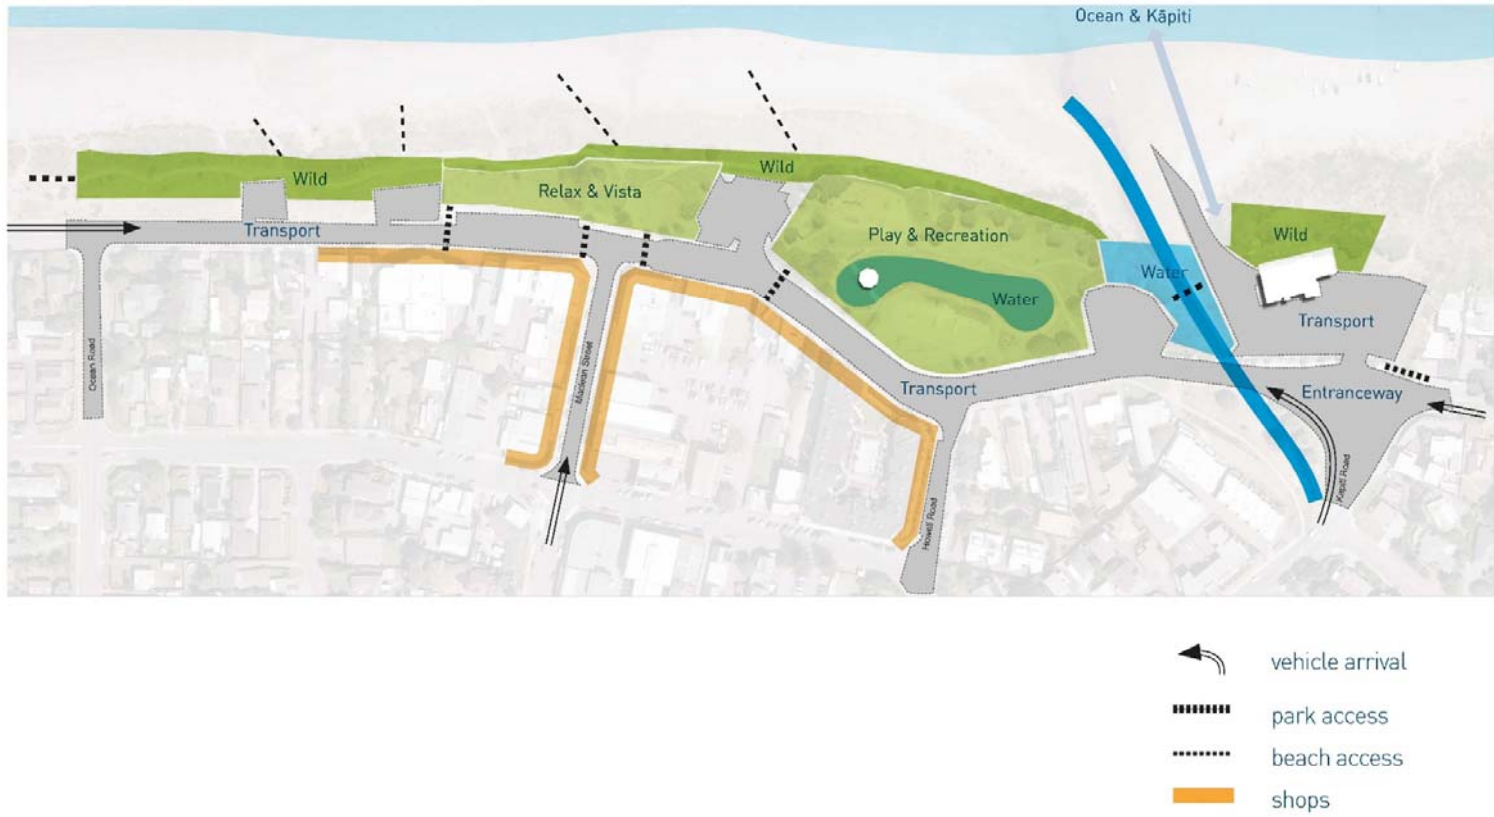 Ocean & Kāpiti
Wild
Wild
Relax & Vista
Transport
Play & Recreation
Wild
Water
Water
Transport
Ocean Road
Maclean Street
Transport
Entranceway
Kapiti Road
Howell Road
vehicle arrival
park access
beach access
shops